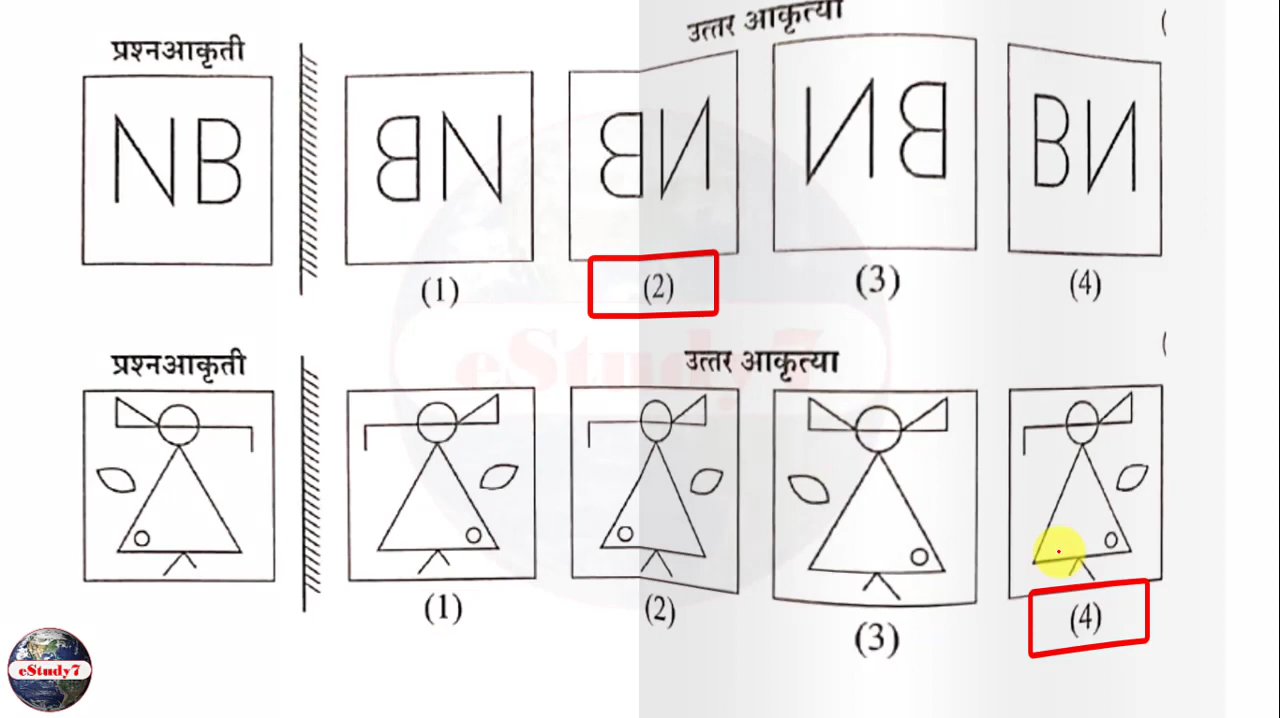 प्रश्नआकृती
उत्तर आकृत्या
(
NB
(1)
(2)
(3)
(4)
प्रश्नआकृती
उत्तर आकृत्या
(
(1)
(2)
(3)
(4)
eStudy7
eStudy7